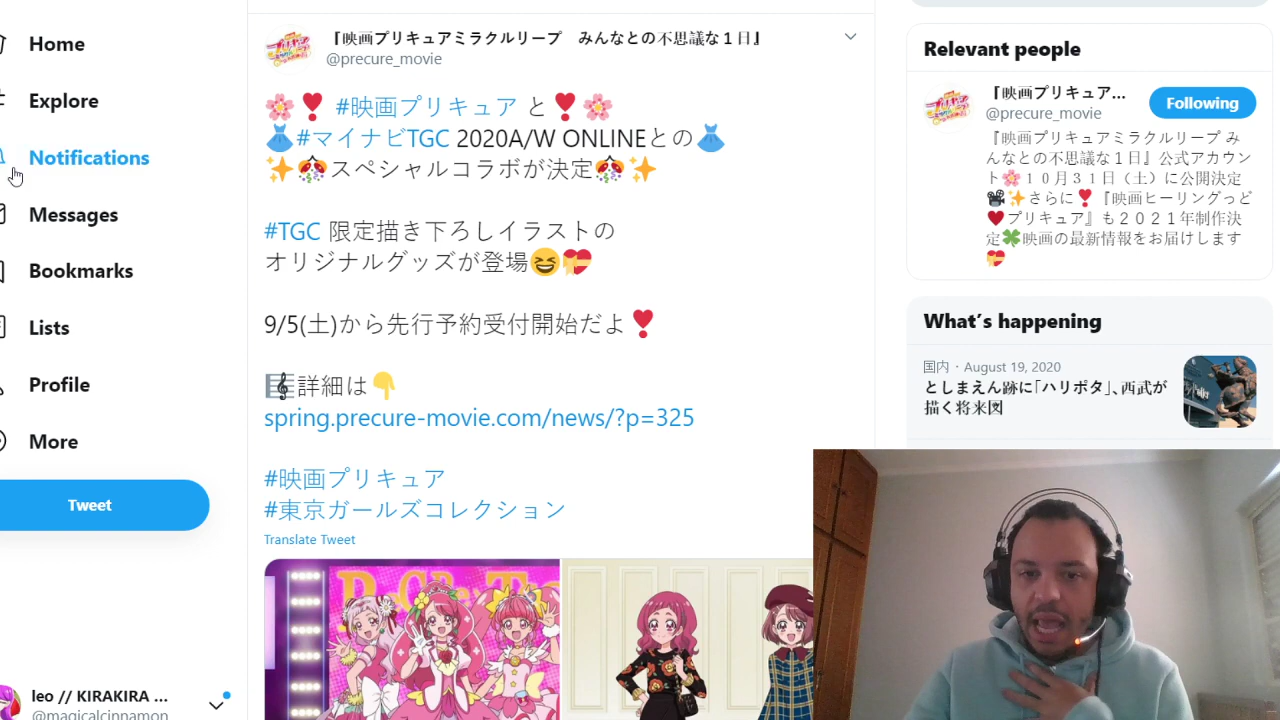 Home
Explore
Notifications
Messages
Bookmarks
Lists
Profile
More
Tweet
leo // KIRAKIRA ...
@magicalcinnamon
『映画プリキュアミラクルリープ　みんなとの不思議な１日』
@precure_movie
🌸❣️ #映画プリキュア と❣️🌸
👗#マイナビTGC 2020A/W ONLINEとの👗
✨🎊スペシャルコラボが決定🎊✨
#TGC 限定描き下ろしイラストの
オリジナルグッズが登場😆💝
9/5(土)から先行予約受付開始だよ❣️
🎼詳細は👇
spring.precure-movie.com/news/?p=325
#映画プリキュア
#東京ガールズコレクション
Translate Tweet
Relevant people
『映画プリキュア...
@precure_movie
Following
『映画プリキュアミラクルリープ み
んなとの不思議な１日』公式アカウン
ト🌸１０月３１日（土）に公開決定
🎥✨さらに❣️『映画ヒーリングっど
♥プリキュア』も２０２１年制作決
定🍀映画の最新情報をお届けします
💝
What's happening
国内 · August 19, 2020
としまえん跡に「ハリポタ」、西武が
描く将来図